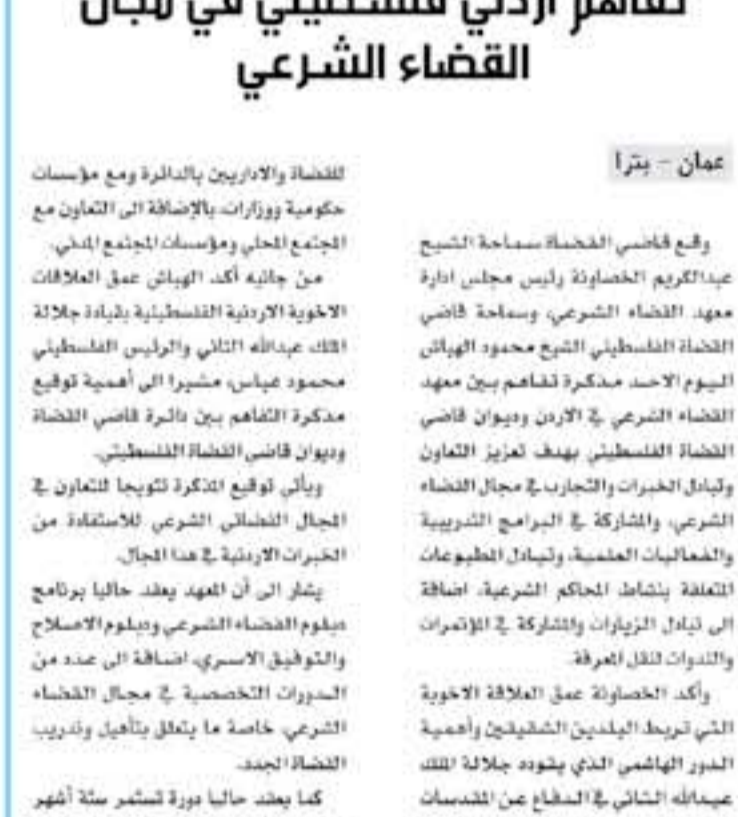 تفاهم أردني فلسطيني في مجال
القضاء الشرعي
عمان - بترا
وقع قاضي القضاة سماحة الشيخ
عبدالكريم الخصاونة رئيس مجلس ادارة
معهد القضاء الشرعي، وسماحة قاضي
القضاة الفلسطيني الشيخ محمود الهباش
اليوم الاحد مذكرة تفاهم بين معهد
القضاء الشرعي في الاردن وديوان قاضي
القضاة الفلسطيني بهدف تعزيز التعاون
وتبادل الخبرات والتجارب في مجال القضاء
الشرعي، والمشاركة في البرامج التدريبية
والفعاليات العلمية، وتبادل المطبوعات
المتعلقة بنشاط المحاكم الشرعية، اضافة
الى تبادل الزيارات والمشاركة في المؤتمرات
والندوات لنقل المعرفة.
وأكد الخصاونة عمق العلاقة الاخوية
التي تربط البلدين الشقيقين وأهمية
الدور الهاشمي الذي يقوده جلالة الملك
عبدالله الثاني في الدفاع عن المقدسات
للقضاة والاداريين بالدائرة ومع مؤسسات
حكومية ووزارات، بالإضافة الى التعاون مع
المجتمع المحلي ومؤسسات المجتمع المدني.
من جانبه أكد الهباش عمق العلاقات
الاخوية الاردنية الفلسطينية بقيادة جلالة
الملك عبدالله الثاني والرئيس الفلسطيني
محمود عباس، مشيرا الى أهمية توقيع
مذكرة التفاهم بين دائرة قاضي القضاة
وديوان قاضي القضاة الفلسطيني.
ويأتي توقيع المذكرة تتويجا للتعاون في
المجال القضائي الشرعي للاستفادة من
الخبرات الاردنية في هذا المجال.
يشار الى أن المعهد يعقد حاليا برنامج
دبلوم القضاء الشرعي ودبلوم الاصلاح
والتوفيق الاسري، اضافة الى عدد من
الدورات التخصصية في مجال القضاء
الشرعي، خاصة ما يتعلق بتأهيل وتدريب
القضاة الجدد.
كما يعقد حاليا دورة تستمر ستة أشهر